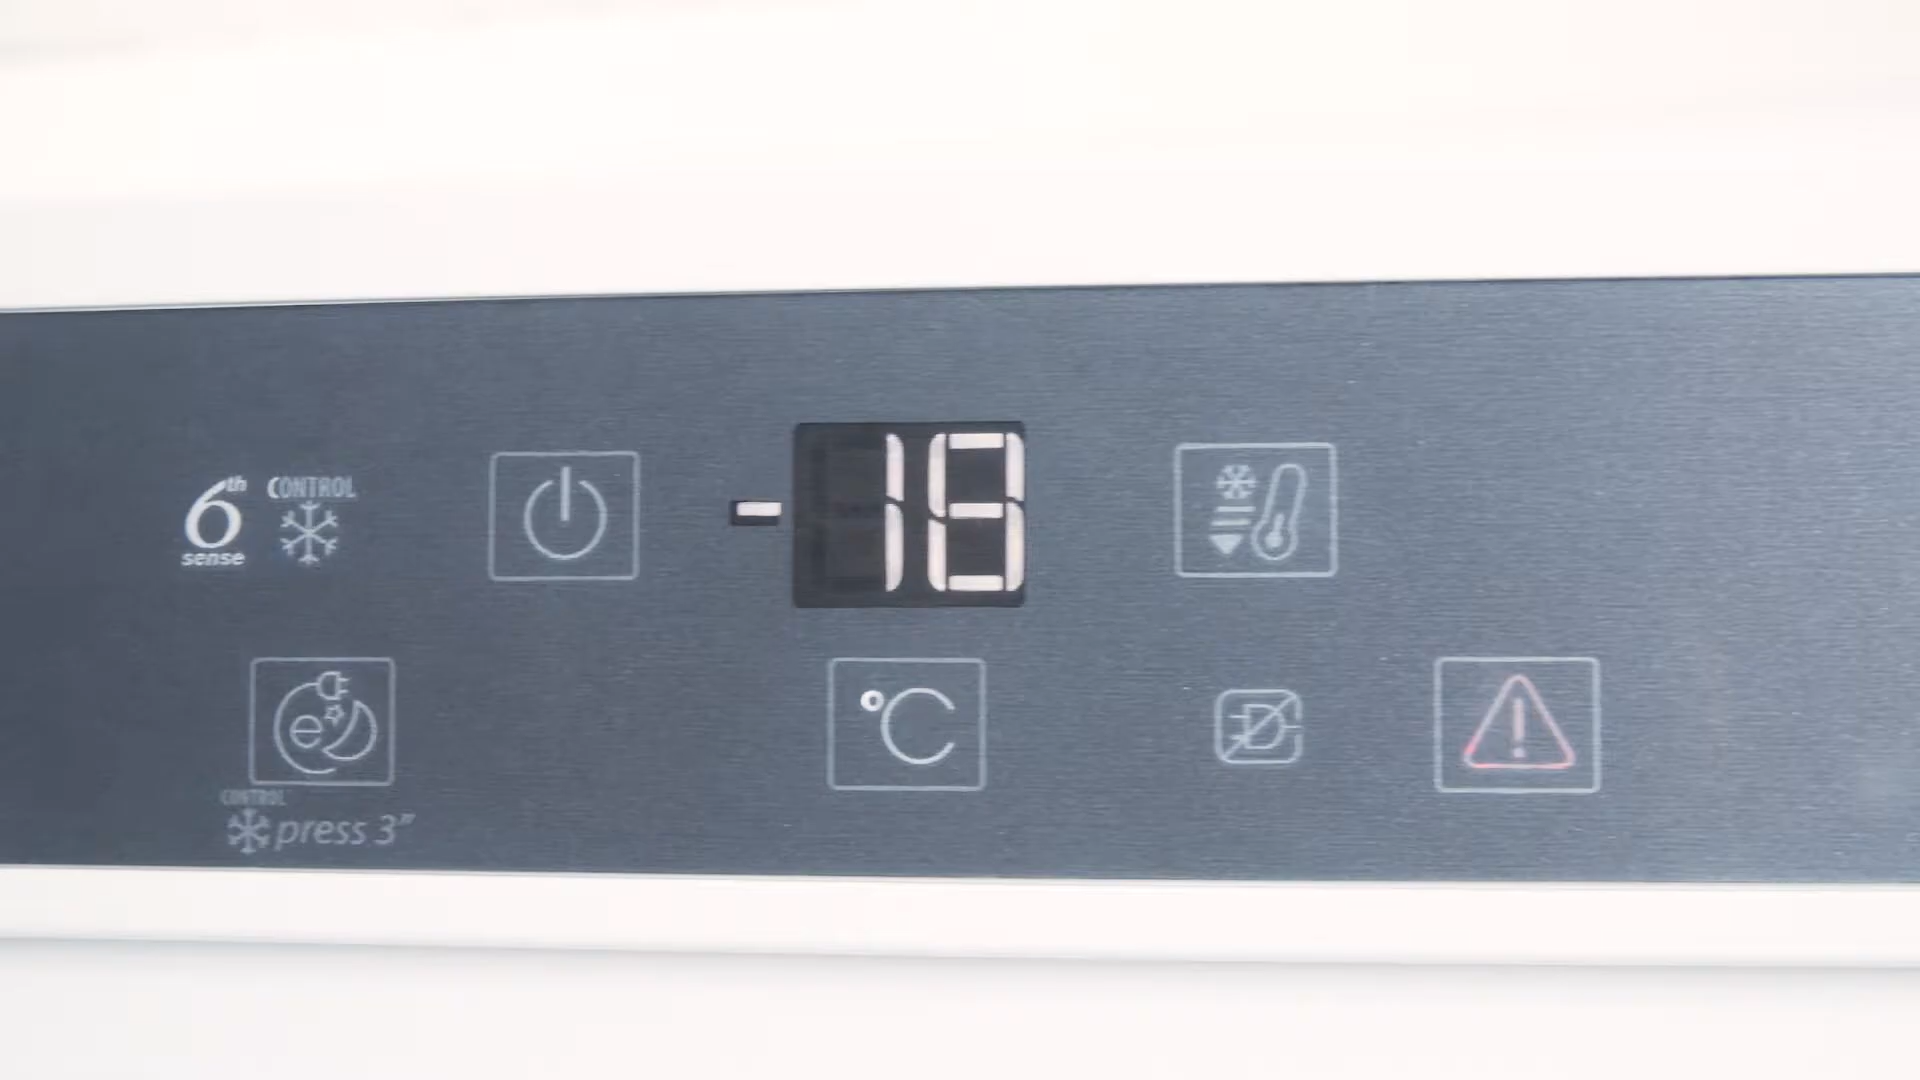 6th sense
CONTROL
-18
°C
e
CONTROL
press 3"